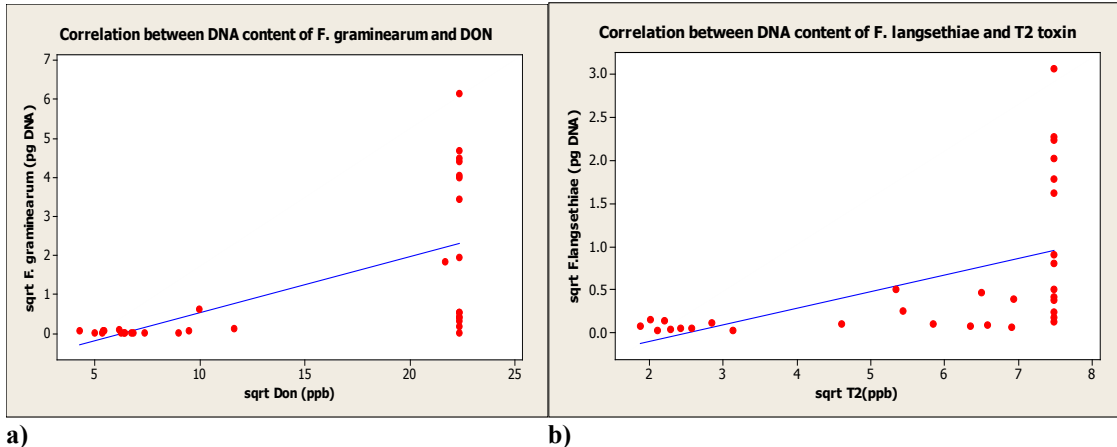 Correlation between DNA content of F. graminearum and DON
7
6
5
4
3
2
1
0
sqrt F. graminearum (pg DNA)
5 10 15 20 25
sqrt Don (ppb)
a)
Correlation between DNA content of F. langsethiae and T2 toxin
3.0
2.5
2.0
1.5
1.0
0.5
0.0
sqrt F.langsethiae (pg DNA)
2 3 4 5 6 7 8
sqrt T2(ppb)
b)